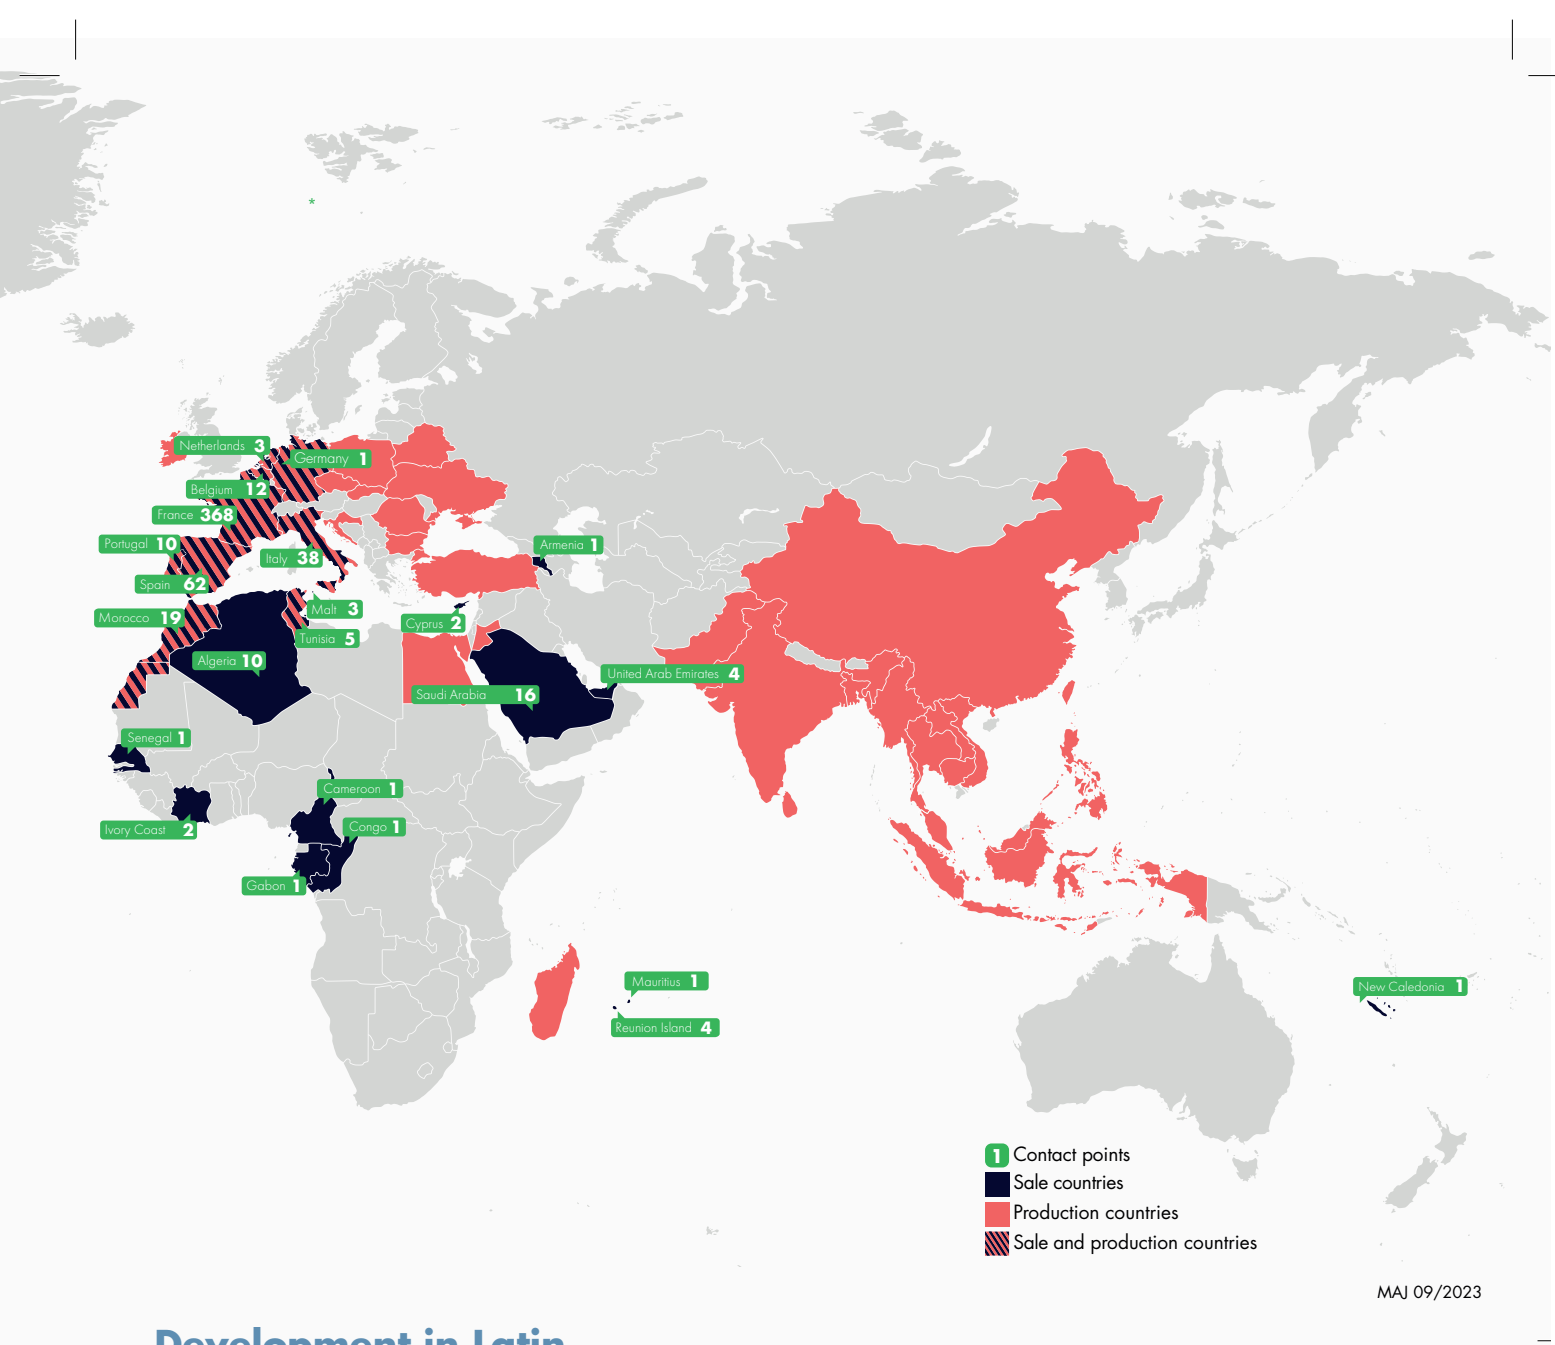 *
Netherlands 3
Germany 1
Belgium 12
France 368
Portugal 10
Armenia 1
Italy 38
Spain 62
Malt 3
Morocco 19
Cyprus 2
Tunisia 5
Algeria 10
United Arab Emirates 4
Saudi Arabia 16
Senegal 1
Cameroon 1
Congo 1
Ivory Coast 2
Gabon 1
Mauritius 1
New Caledonia 1
Reunion Island 4
1 Contact points
Sale countries
Production countries
Sale and production countries
MAJ 09/2023
Development in Latin